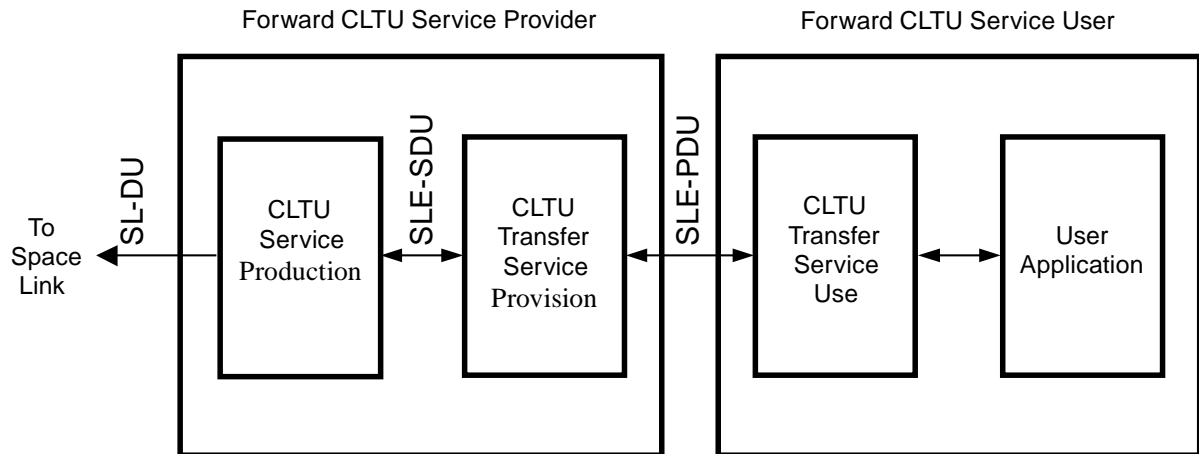 Forward CLTU Service Provider
Forward CLTU Service User
To
Space
Link
SL-DU
CLTU
Service
Production
SLE-SDU
CLTU
Transfer
Service
Provision
SLE-PDU
CLTU
Transfer
Service
Use
User
Application